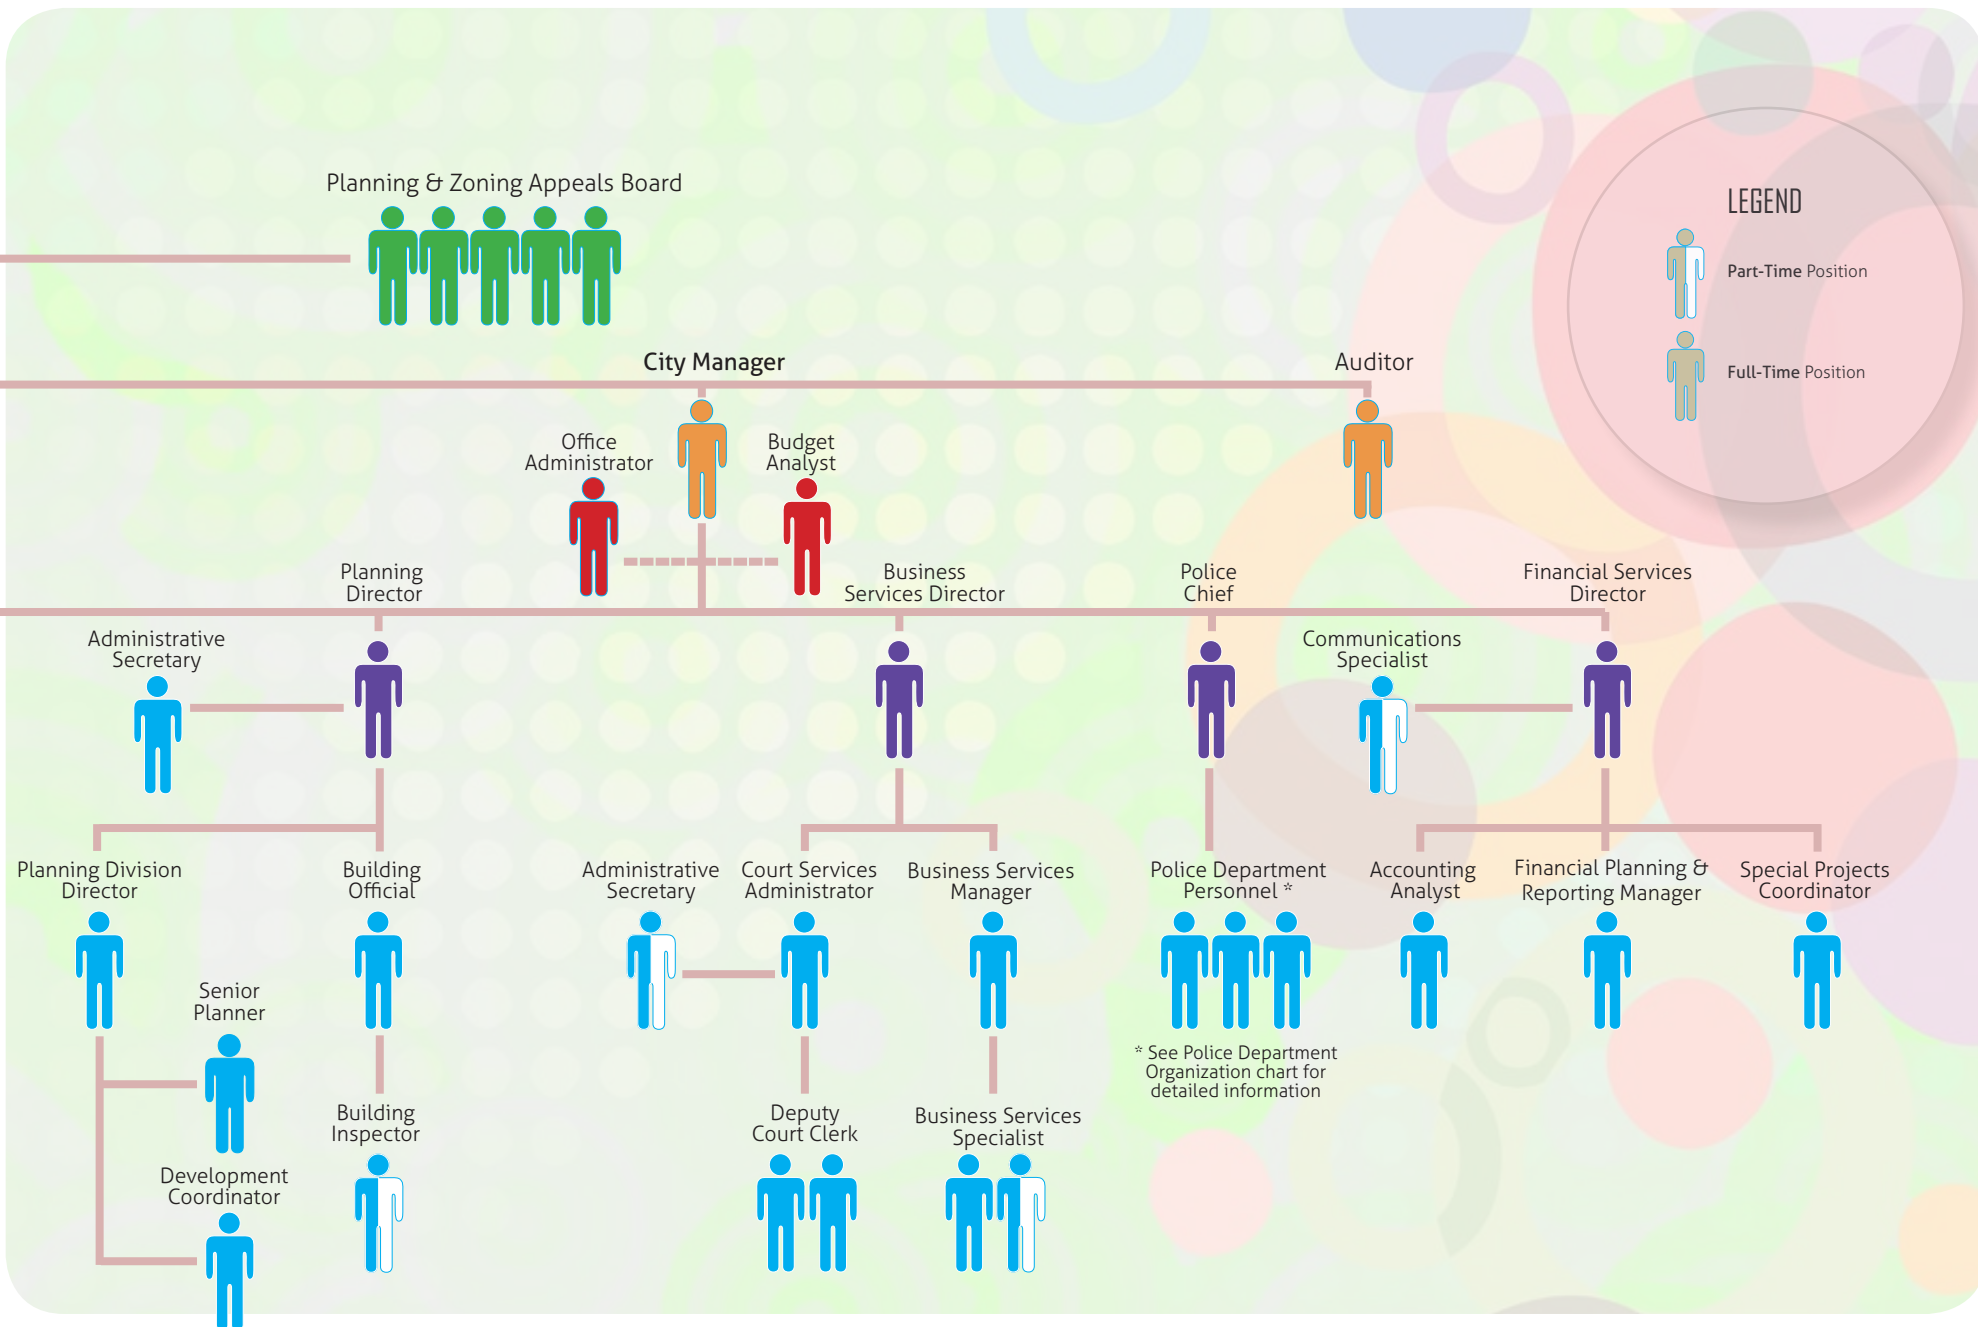 Planning & Zoning Appeals Board
LEGEND
Part-Time Position
Full-Time Position
City Manager
Auditor
Office
Administrator
Budget
Analyst
Planning
Director
Business
Services Director
Police
Chief
Financial Services
Director
Administrative
Secretary
Communications
Specialist
Planning Division
Director
Building
Official
Administrative
Secretary
Court Services
Administrator
Business Services
Manager
Police Department
Personnel *
Accounting
Analyst
Financial Planning &
Reporting Manager
Special Projects
Coordinator
Senior
Planner
* See Police Department
Organization chart for
detailed information
Building
Inspector
Deputy
Court Clerk
Business Services
Specialist
Development
Coordinator